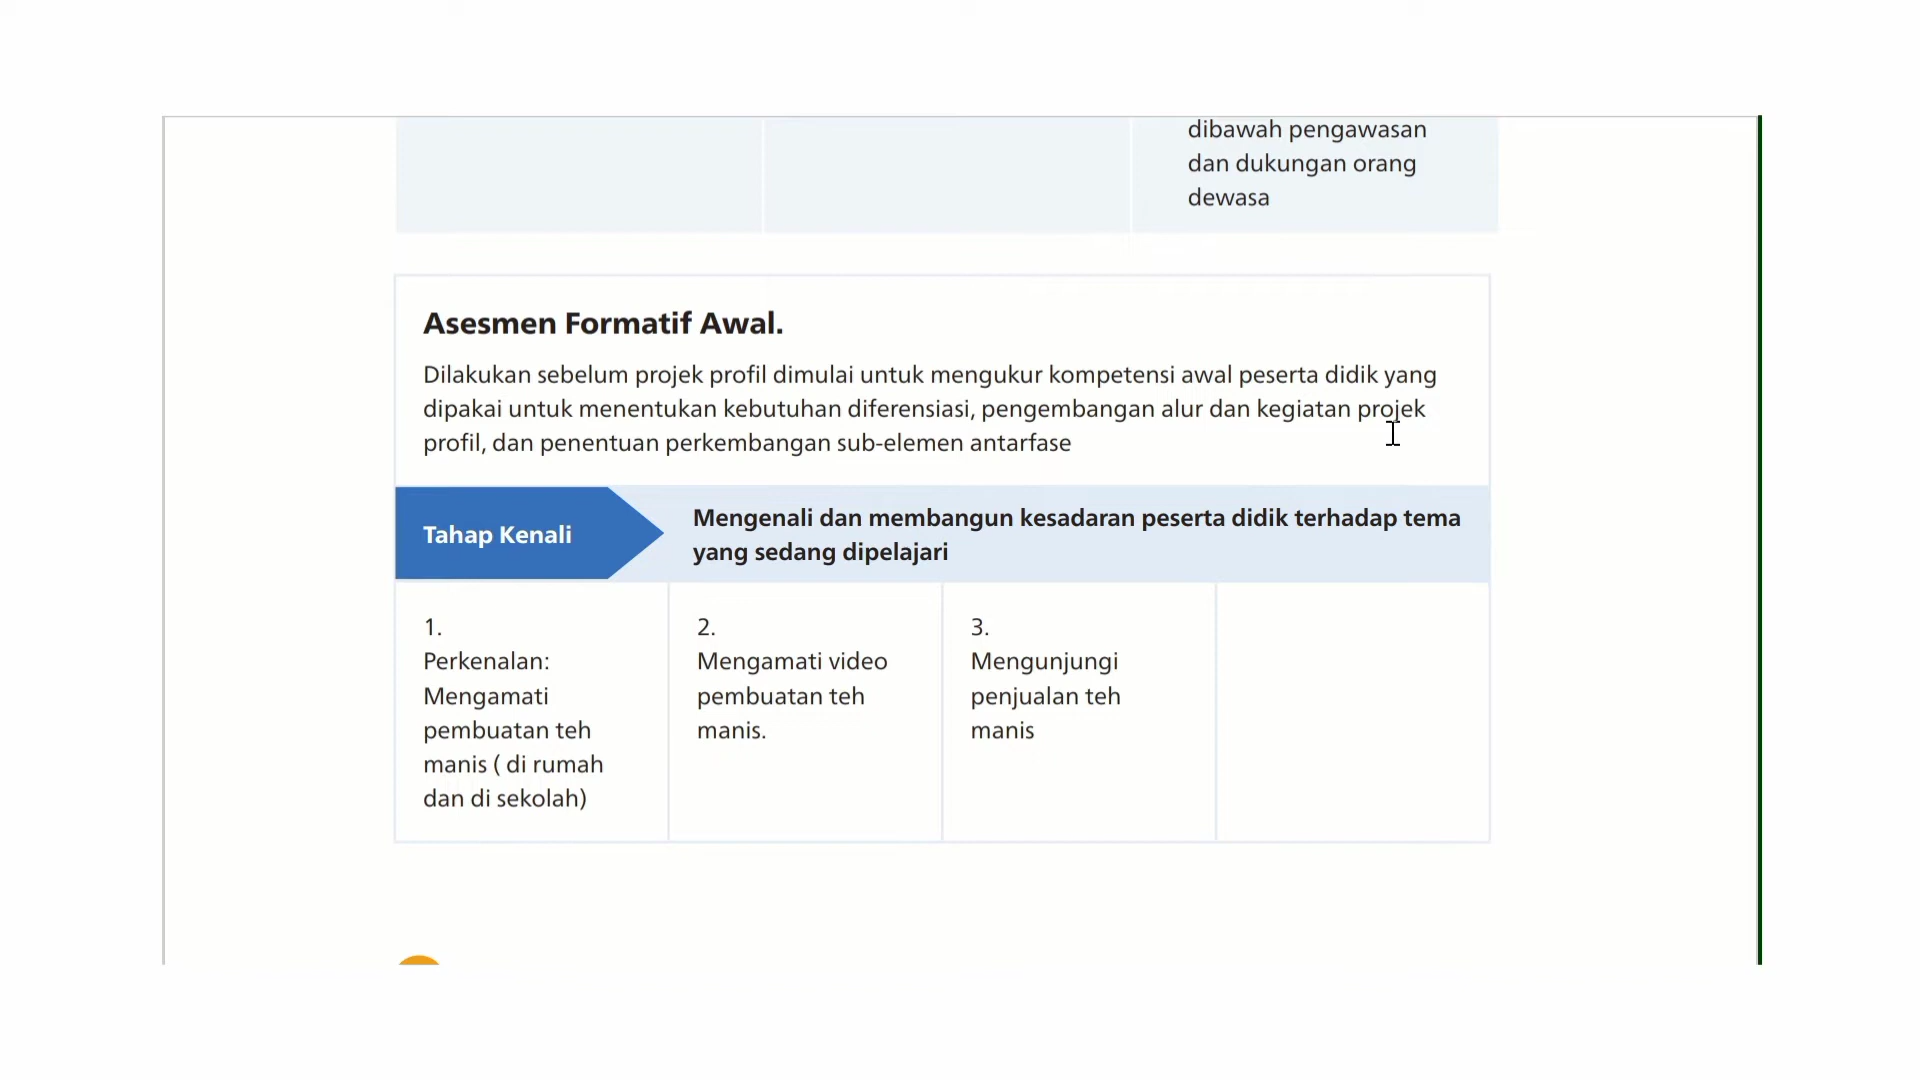 dibawah pengawasan
dan dukungan orang
dewasa
Asesmen Formatif Awal.
Dilakukan sebelum projek profil dimulai untuk mengukur kompetensi awal peserta didik yang
dipakai untuk menentukan kebutuhan diferensiasi, pengembangan alur dan kegiatan projek
profil, dan penentuan perkembangan sub-elemen antarfase
Tahap Kenali
Mengenali dan membangun kesadaran peserta didik terhadap tema
yang sedang dipelajari
1.
Perkenalan:
Mengamati
pembuatan teh
manis ( di rumah
dan di sekolah)
2.
Mengamati video
pembuatan teh
manis.
3.
Mengunjungi
penjualan teh
manis